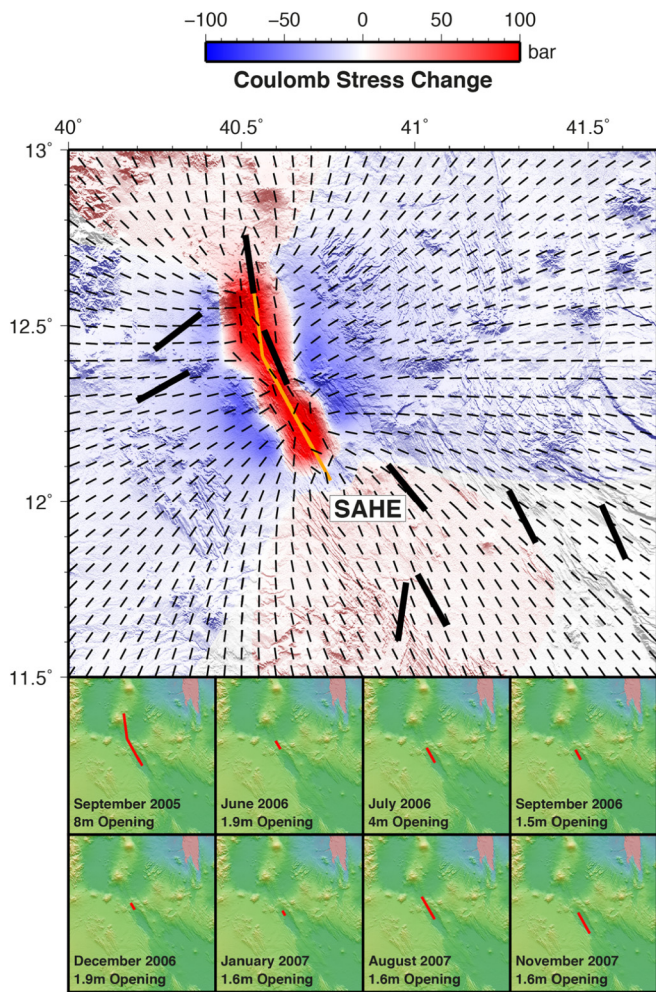 −100 −50 0 50 100
bar
Coulomb Stress Change
40° 40.5° 41° 41.5°
13°
12.5°
12°
SAHE
11.5°
September 2005
8m Opening
June 2006
1.9m Opening
July 2006
4m Opening
September 2006
1.5m Opening
December 2006
1.9m Opening
January 2007
1.6m Opening
August 2007
1.6m Opening
November 2007
1.6m Opening